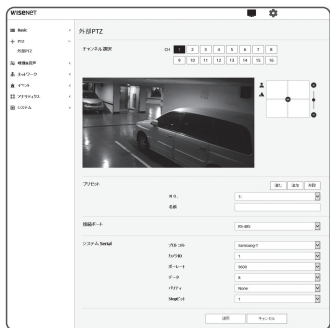 WISENET
Basic
PTZ
外部PTZ
映像&音声
ネットワーク
イベント
アナリティクス
システム
外部PTZ
チャンネル選択
CH 1 2 3 4 5 6 7 8
9 10 11 12 13 14 15 16
プリセット
追加 削除
番号.
1:
名前
接続ポート
RS-485
システム Serial
プロトコル
Samsung-T
カメラID
1
ボーレート
9600
データ
8
パリティ
None
Stopビット
1
適用 キャンセル